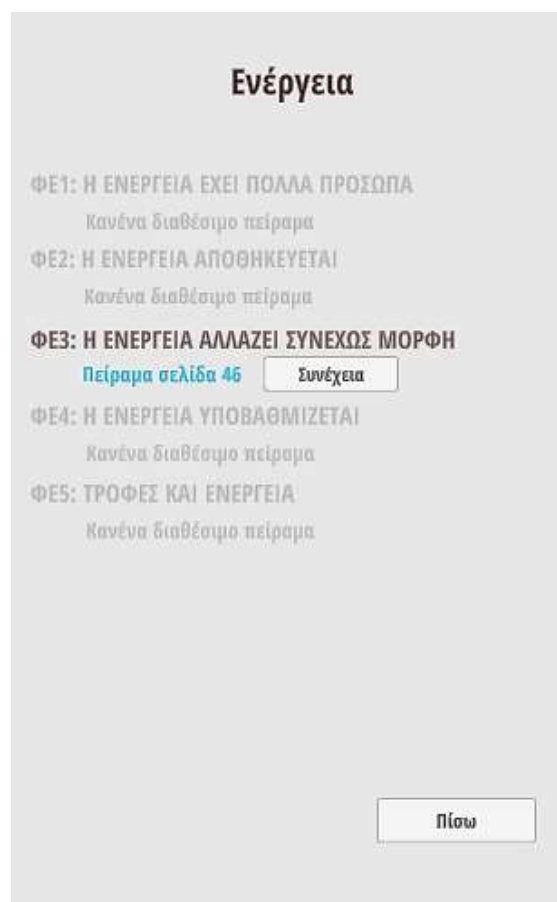 Ενέργεια
ΦΕ1: Η ΕΝΕΡΓΕΙΑ ΕΧΕΙ ΠΟΛΛΑ ΠΡΟΣΩΠΑ
Κανένα διαθέσιμο πείραμα
ΦΕ2: Η ΕΝΕΡΓΕΙΑ ΑΠΟΘΗΚΕΥΕΤΑΙ
Κανένα διαθέσιμο πείραμα
ΦΕ3: Η ΕΝΕΡΓΕΙΑ ΑΛΛΑΖΕΙ ΣΥΝΕΧΩΣ ΜΟΡΦΗ
Πείραμα σελίδα 46 Συνέχεια
ΦΕ4: Η ΕΝΕΡΓΕΙΑ ΥΠΟΒΑΘΜΙΖΕΤΑΙ
Κανένα διαθέσιμο πείραμα
ΦΕ5: ΤΡΟΦΕΣ ΚΑΙ ΕΝΕΡΓΕΙΑ
Κανένα διαθέσιμο πείραμα
Πίσω